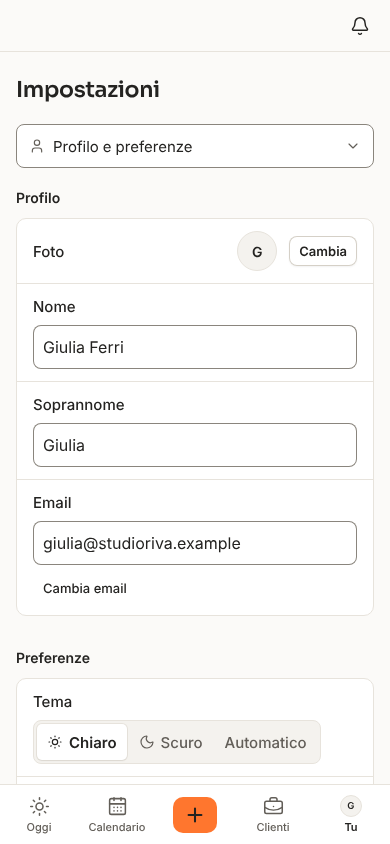 Impostazioni
Profilo e preferenze
Profilo
Foto
G
Cambia
Nome
Giulia Ferri
Soprannome
Giulia
Email
giulia@studioriva.example
Cambia email
Preferenze
Tema
Chiaro Scuro Automatico
Oggi Calendario Clienti G Tu